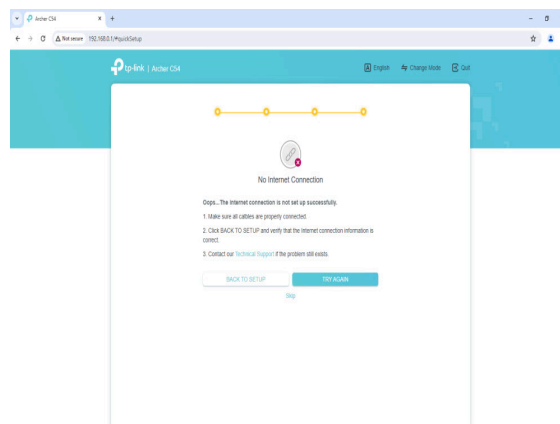 Archer C54
Not secure 192.168.0.1/#quickSetup
tp-link | Archer C54
English Change Mode Quit
No Internet Connection
Oops...The Internet connection is not set up successfully.
1. Make sure all calbles are properly connected.
2. Click BACK TO SETUP and verify that the Internet connection information is
correct.
3. Contact our Technical Support if the problem still exists.
BACK TO SETUP TRY AGAIN
Skip